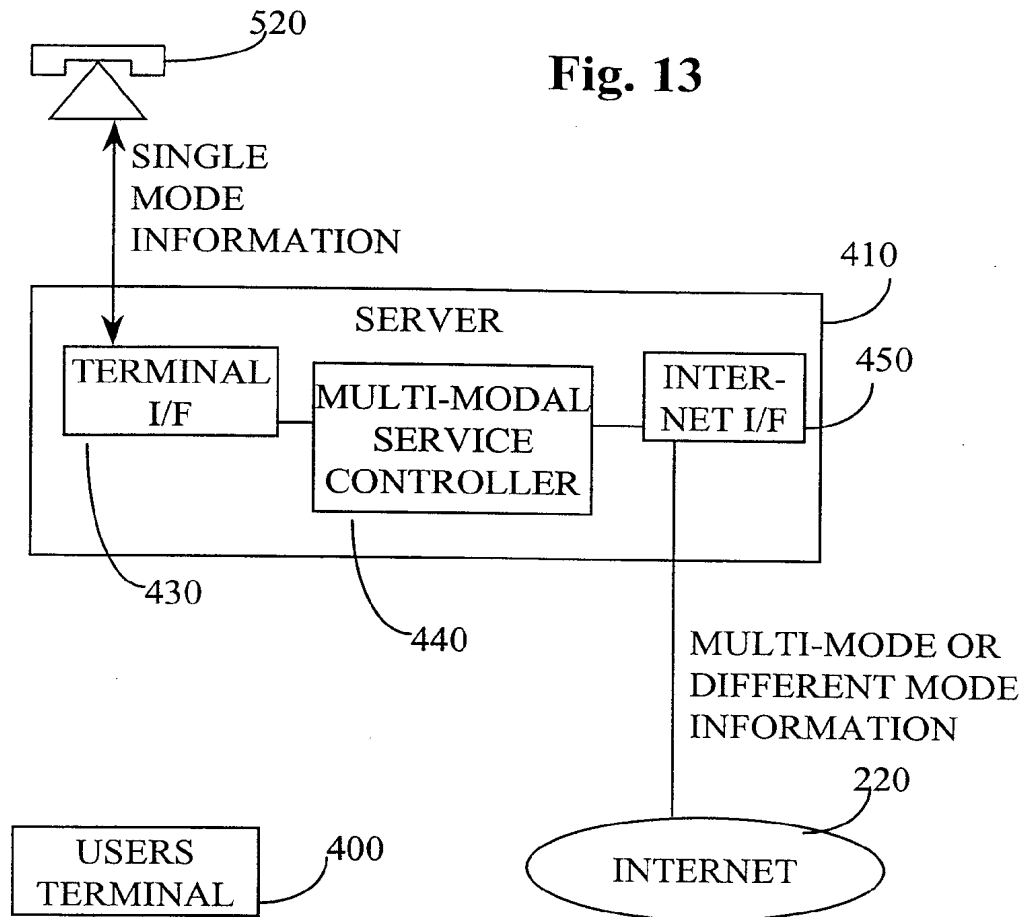 520
Fig. 13
SINGLE
MODE
INFORMATION
410
SERVER
TERMINAL
I/F
MULTI-MODAL
SERVICE
CONTROLLER
INTER-
NET I/F
450
430
440
MULTI-MODE OR
DIFFERENT MODE
INFORMATION
220
USERS
TERMINAL
400
INTERNET